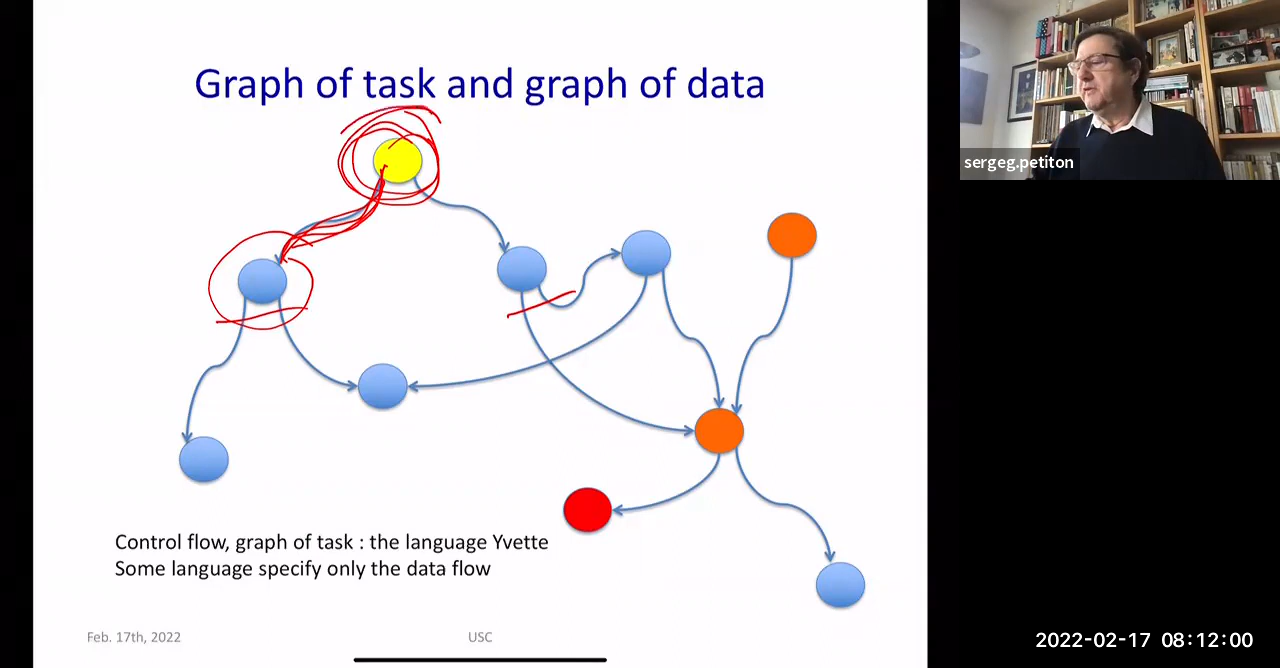 Graph of task and graph of data
sergeg.petiton
Control flow, graph of task : the language Yvette
Some language specify only the data flow
Feb. 17th, 2022
USC
2022-02-17 08:12:00